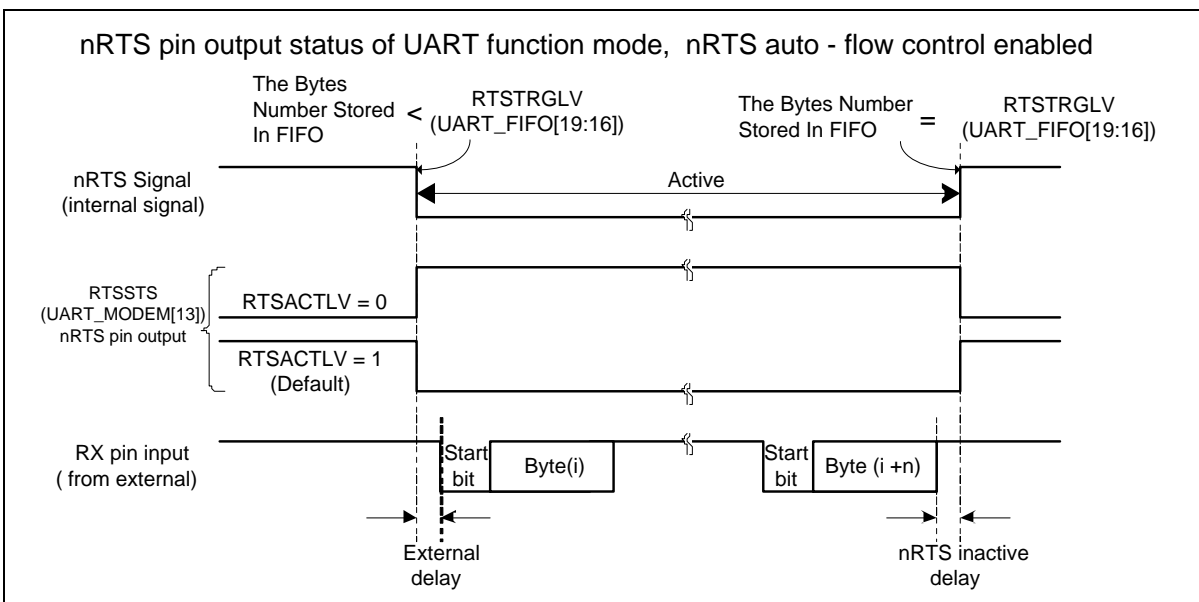 nRTS pin output status of UART function mode, nRTS auto - flow control enabled
The Bytes
Number Stored
In FIFO
<
RTSTRGLV
(UART_FIFO[19:16])
The Bytes Number
Stored In FIFO
=
RTSTRGLV
(UART_FIFO[19:16])
nRTS Signal
(internal signal)
Active
RTSSTS
(UART_MODEM[13])
nRTS pin output
RTSACTLV = 0
RTSACTLV = 1
(Default)
RX pin input
( from external)
Start
bit
Byte(i)
Start
bit
Byte (i +n)
External
delay
nRTS inactive
delay